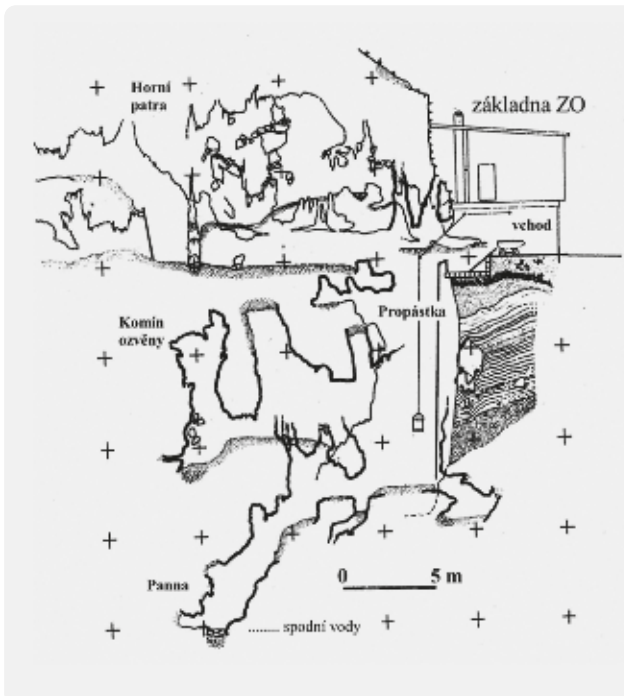 Horní
patra
základna ZO
vchod
Propástka
Komín
ozvěny
0 5 m
Panna
......... spodní vody